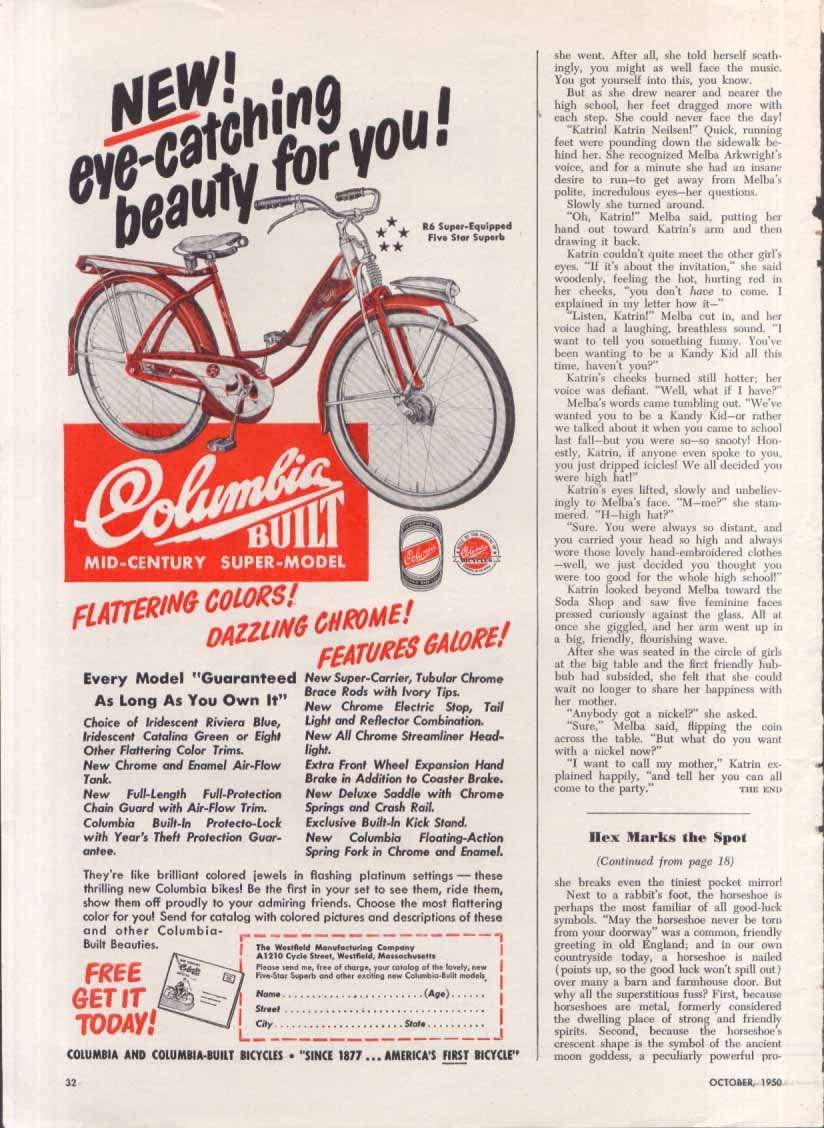 NEW!
eye-catching
beauty for you!
R6 Super-Equipped
Five Star Superb
Columbia
BUILT
MID-CENTURY SUPER-MODEL
Columbia
Columbia
BICYCLES
FLATTERING COLORS!
DAZZLING CHROME!
FEATURES GALORE!
Every Model "Guaranteed
As Long As You Own It"
Choice of Iridescent Riviera Blue,
Iridescent Catalina Green or Eight
Other Flattering Color Trims.
New Chrome and Enamel Air-Flow
Tank.
New Full-Length Full-Protection
Chain Guard with Air-Flow Trim.
Columbia Built-In Protecto-Lock
with Year's Theft Protection Guar-
antee.
New Super-Carrier, Tubular Chrome
Brace Rods with Ivory Tips.
New Chrome Electric Stop, Tail
Light and Reflector Combination.
New All Chrome Streamliner Head-
light.
Extra Front Wheel Expansion Hand
Brake in Addition to Coaster Brake.
New Deluxe Saddle with Chrome
Springs and Crash Rail.
Exclusive Built-In Kick Stand.
New Columbia Floating-Action
Spring Fork in Chrome and Enamel.
They're like brilliant colored jewels in flashing platinum settings — these
thrilling new Columbia bikes! Be the first in your set to see them, ride them,
show them off proudly to your admiring friends. Choose the most flattering
color for you! Send for catalog with colored pictures and descriptions of these
and other Columbia-
Built Beauties.
FREE
GET IT
TODAY!
The Westfield Manufacturing Company
A1210 Cycle Street, Westfield, Massachusetts
Please send me, free of charge, your catalog of the lovely, new
Five-Star Superb and other exciting new Columbia-Built models.
Name.......................(Age)......
Street..............................
City......................State..........
COLUMBIA AND COLUMBIA-BUILT BICYCLES • "SINCE 1877 ... AMERICA'S FIRST BICYCLE"
32
she went. After all, she told herself scath-
ingly, you might as well face the music.
You got yourself into this, you know.
But as she drew nearer and nearer the
high school, her feet dragged more with
each step. She could never face the day!
"Katrin! Katrin Neilsen!" Quick, running
feet were pounding down the sidewalk be-
hind her. She recognized Melba Arkwright's
voice, and for a minute she had an insane
desire to run—to get away from Melba's
polite, incredulous eyes—her questions.
Slowly she turned around.
"Oh, Katrin!" Melba said, putting her
hand out toward Katrin's arm and then
drawing it back.
Katrin couldn't quite meet the other girl's
eyes. "If it's about the invitation," she said
woodenly, feeling the hot, hurting red in
her cheeks, "you don't have to come. I
explained in my letter how it—"
"Listen, Katrin!" Melba cut in, and her
voice had a laughing, breathless sound. "I
want to tell you something funny. You've
been wanting to be a Kandy Kid all this
time, haven't you?"
Katrin's cheeks burned still hotter; her
voice was defiant. "Well, what if I have?"
Melba's words came tumbling out. "We've
wanted you to be a Kandy Kid—or rather
we talked about it when you came to school
last fall—but you were so—so snooty! Hon-
estly, Katrin, if anyone even spoke to you,
you just dripped icicles! We all decided you
were high hat!"
Katrin's eyes lifted, slowly and unbeliev-
ingly to Melba's face. "M—me?" she stam-
mered. "H—high hat?"
"Sure. You were always so distant, and
you carried your head so high and always
wore those lovely hand-embroidered clothes
—well, we just decided you thought you
were too good for the whole high school!"
Katrin looked beyond Melba toward the
Soda Shop and saw five feminine faces
pressed curiously against the glass. All at
once she giggled, and her arm went up in
a big, friendly, flourishing wave.
After she was seated in the circle of girls
at the big table and the first friendly hub-
bub had subsided, she felt that she could
wait no longer to share her happiness with
her mother.
"Anybody got a nickel?" she asked.
"Sure," Melba said, flipping the coin
across the table. "But what do you want
with a nickel now?"
"I want to call my mother," Katrin ex-
plained happily, "and tell her you can all
come to the party." THE END
Hex Marks the Spot
(Continued from page 18)
she breaks even the tiniest pocket mirror!
Next to a rabbit's foot, the horseshoe is
perhaps the most familiar of all good-luck
symbols. "May the horseshoe never be torn
from your doorway" was a common, friendly
greeting in old England; and in our own
countryside today, a horseshoe is nailed
(points up, so the good luck won't spill out)
over many a barn and farmhouse door. But
why all the superstitious fuss? First, because
horseshoes are metal, formerly considered
the dwelling place of strong and friendly
spirits. Second, because the horseshoe's
crescent shape is the symbol of the ancient
moon goddess, a peculiarly powerful pro-
OCTOBER, 1950